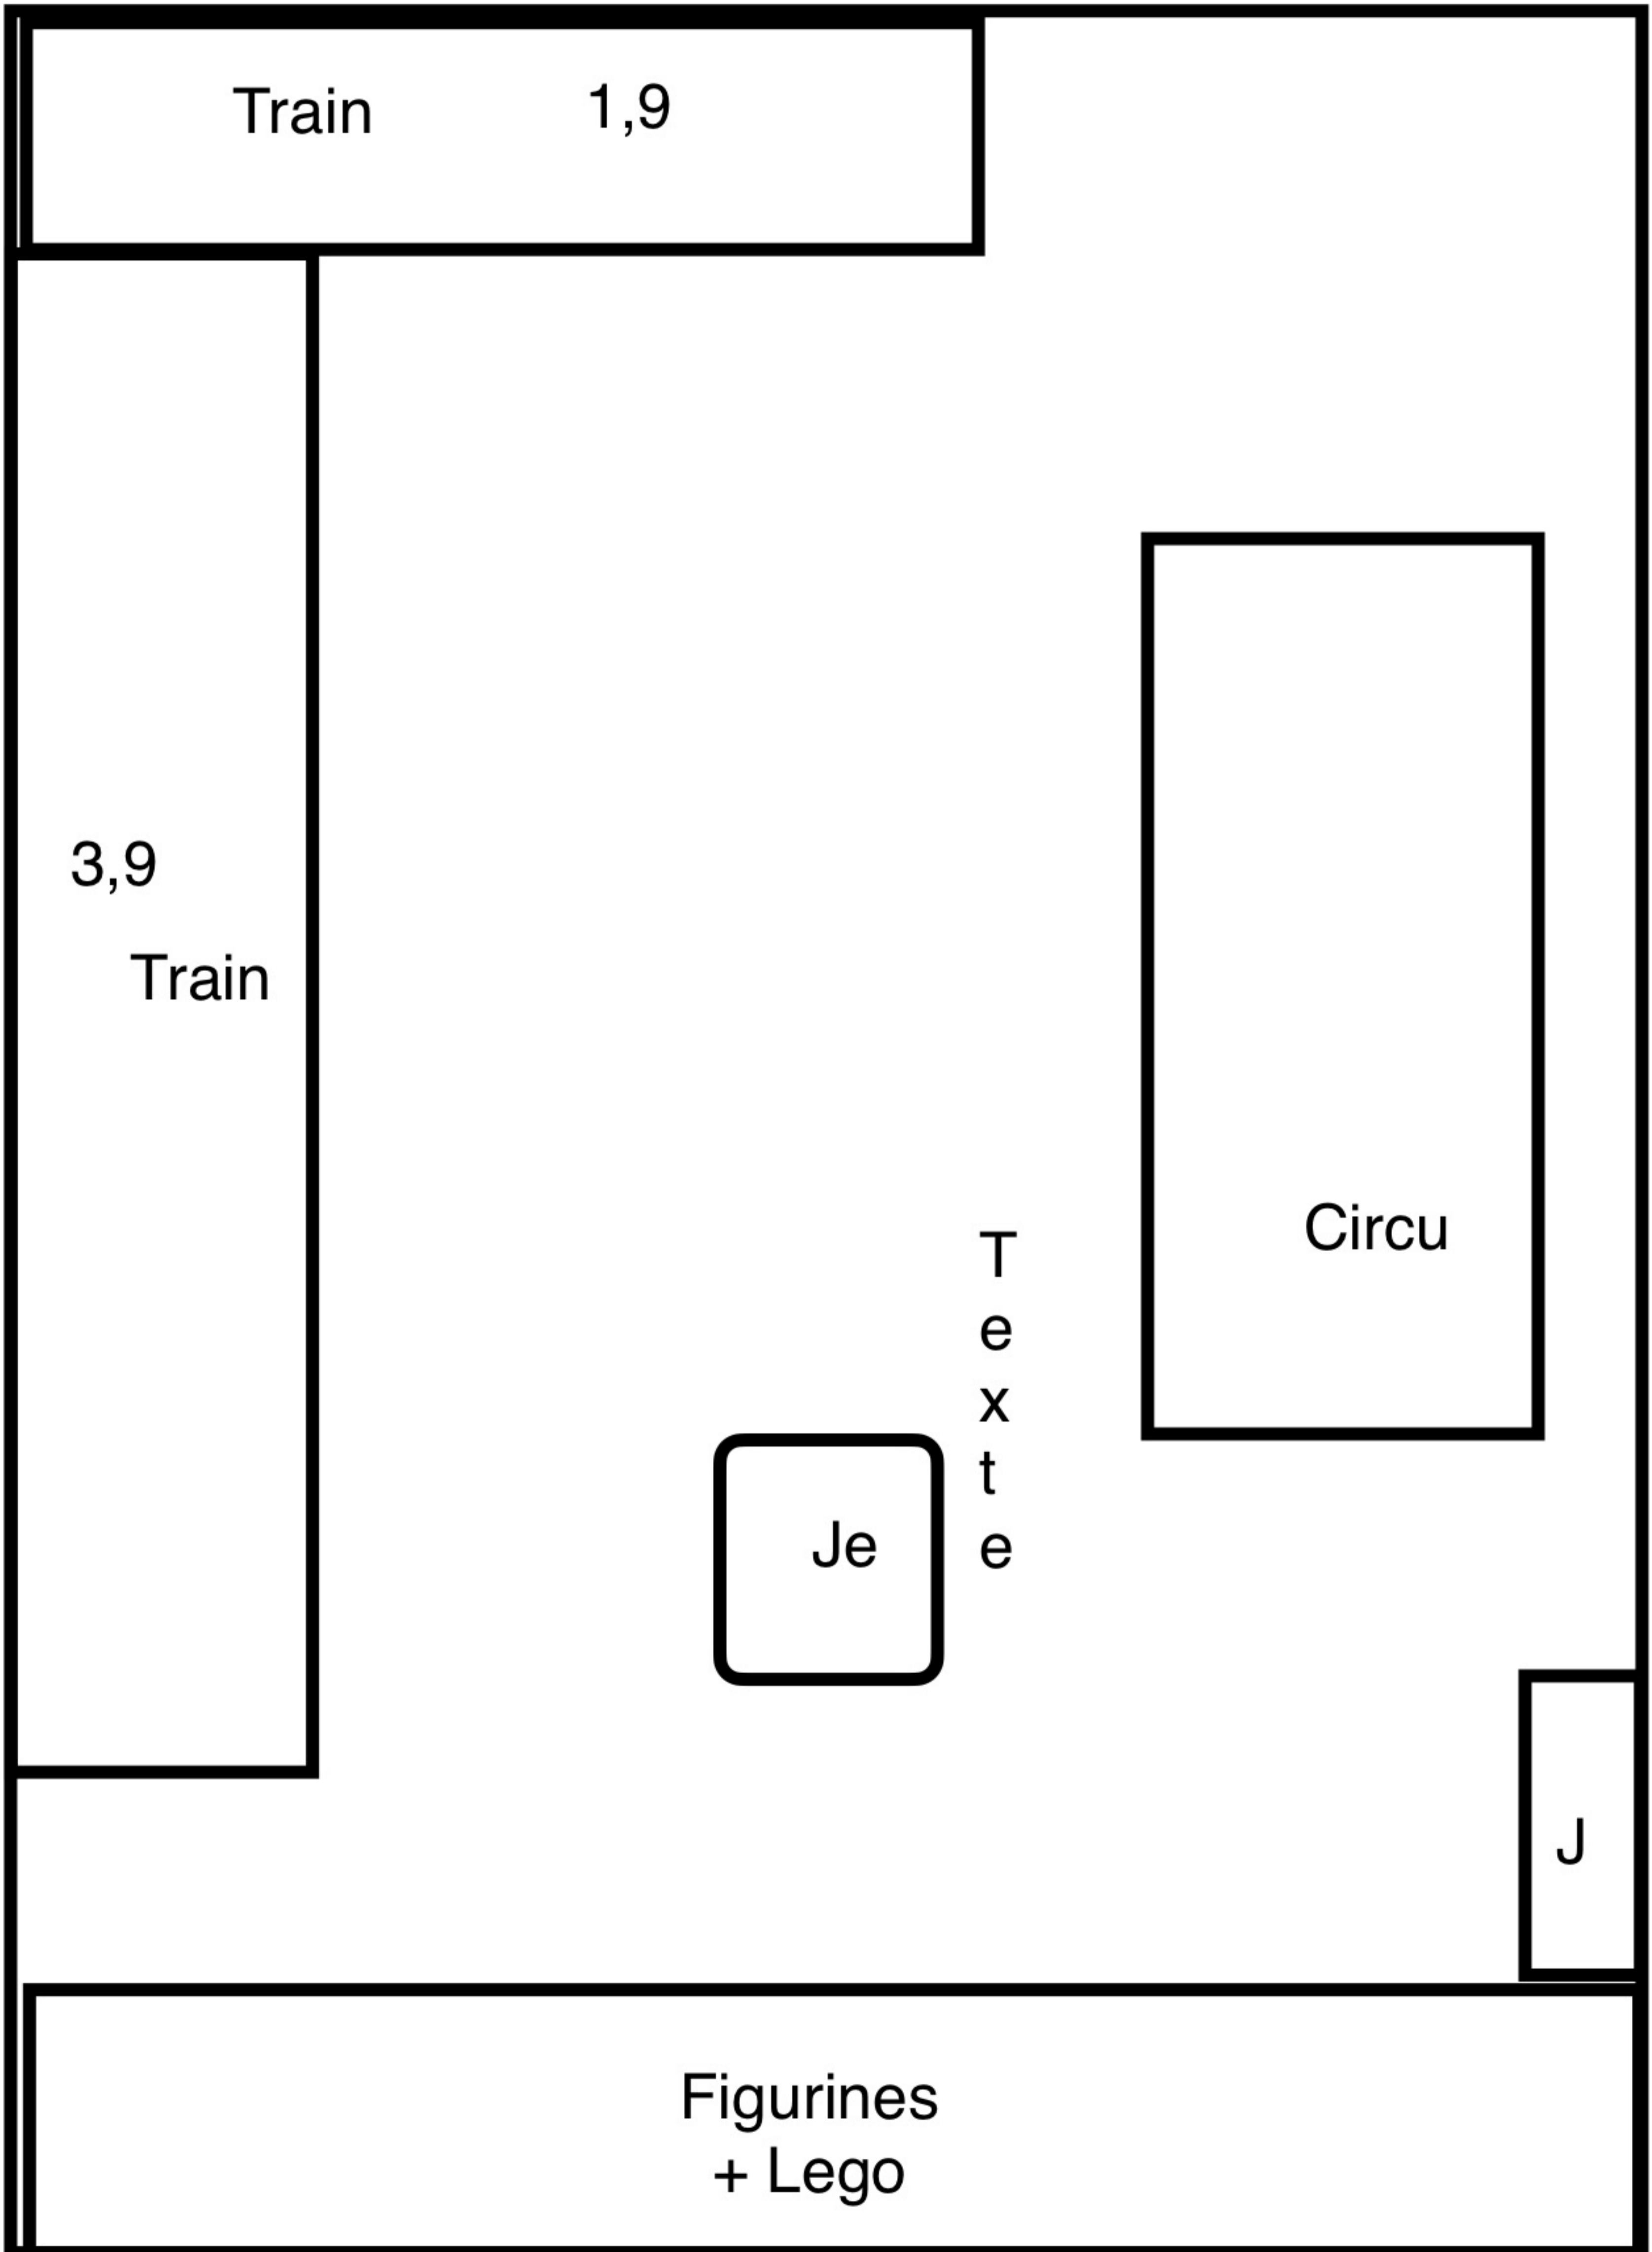 Train 1,9
3,9
Train
Circu
T
e
x
t
e
Je
J
Figurines
+ Lego